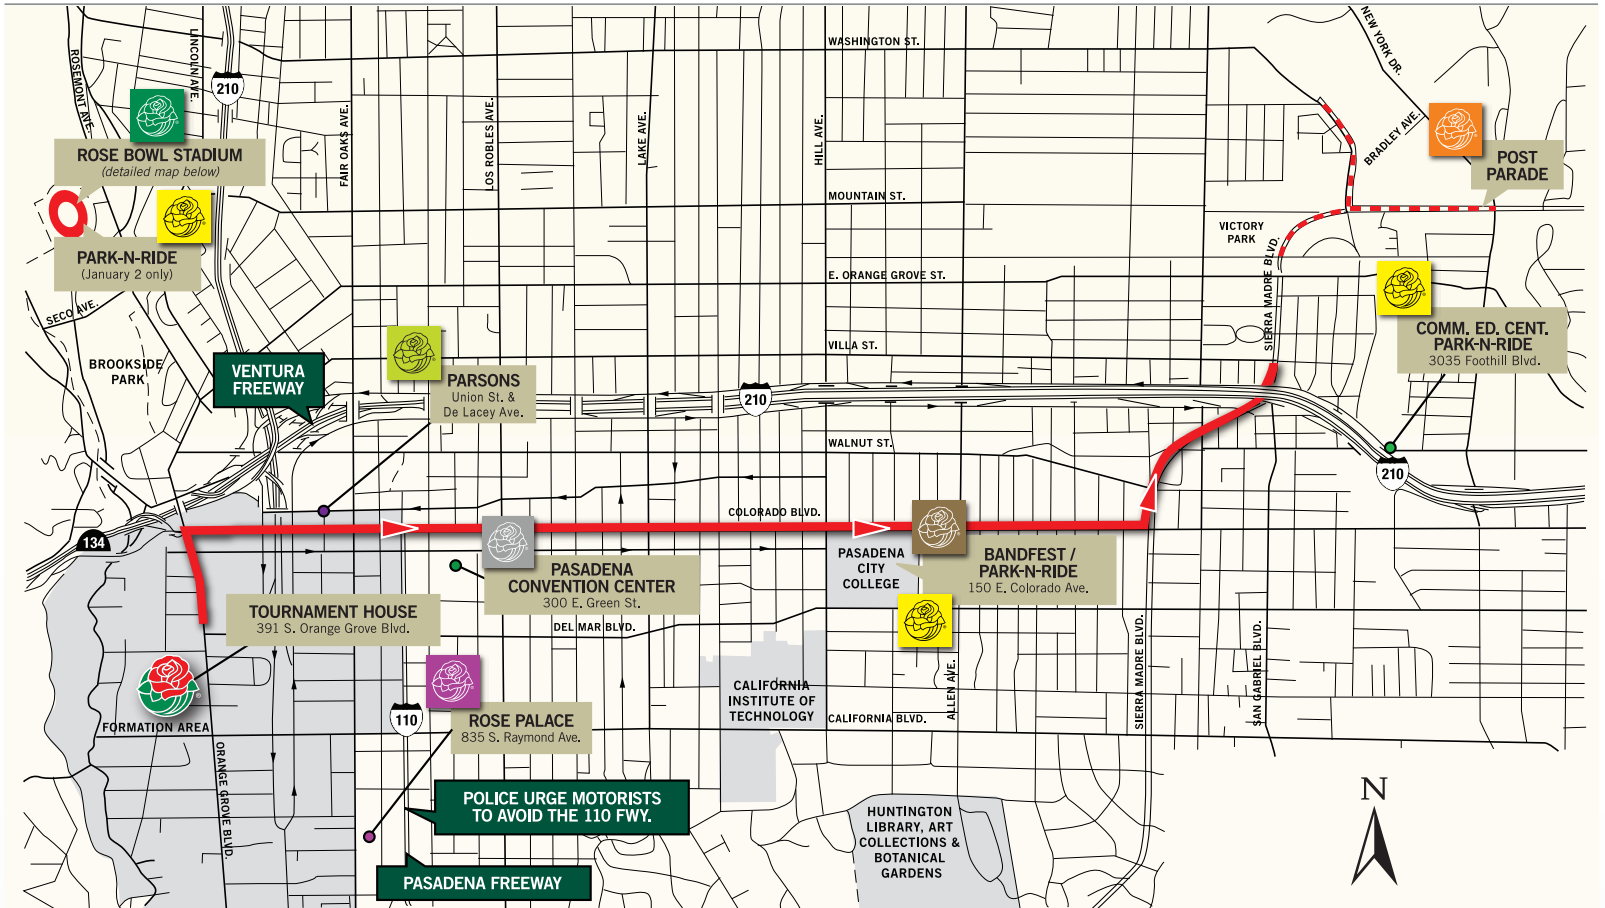 WASHINGTON ST.
NEW YORK DR.
ROSEMONT AVE.
LINCOLN AVE.
210
FAIR OAKS AVE.
LOS ROBLES AVE.
LAKE AVE.
HILL AVE.
BRADLEY AVE.
ROSE BOWL STADIUM
(detailed map below)
POST
PARADE
MOUNTAIN ST.
VICTORY
PARK
PARK-N-RIDE
(January 2 only)
E. ORANGE GROVE ST.
SIERRA MADRE BLVD.
SECO AVE.
COMM. ED. CENT.
PARK-N-RIDE
3035 Foothill Blvd.
VILLA ST.
BROOKSIDE
PARK
VENTURA
FREEWAY
PARSONS
Union St. &
De Lacey Ave.
210
WALNUT ST.
210
COLORADO BLVD.
134
PASADENA
CITY
COLLEGE
BANDFEST /
PARK-N-RIDE
150 E. Colorado Ave.
PASADENA
CONVENTION CENTER
300 E. Green St.
TOURNAMENT HOUSE
391 S. Orange Grove Blvd.
DEL MAR BLVD.
SIERRA MADRE BLVD.
SAN GABRIEL BLVD.
ALLEN AVE.
CALIFORNIA
INSTITUTE OF
TECHNOLOGY
CALIFORNIA BLVD.
FORMATION AREA
110
ROSE PALACE
835 S. Raymond Ave.
ORANGE GROVE BLVD.
POLICE URGE MOTORISTS
TO AVOID THE 110 FWY.
HUNTINGTON
LIBRARY, ART
COLLECTIONS &
BOTANICAL
GARDENS
PASADENA FREEWAY
N